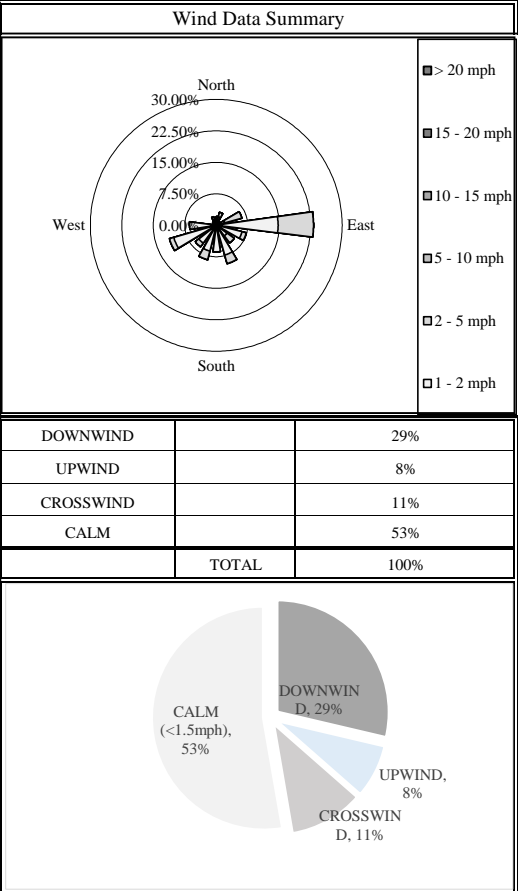 Wind Data Summary
North
30.00%
22.50%
15.00%
7.50%
0.00%
West
East
South
> 20 mph
15 - 20 mph
10 - 15 mph
5 - 10 mph
2 - 5 mph
1 - 2 mph
DOWNWIND 29%
UPWIND 8%
CROSSWIND 11%
CALM 53%
TOTAL 100%
DOWNWIN
D, 29%
CALM
(<1.5mph),
53%
UPWIND,
8%
CROSSWIN
D, 11%